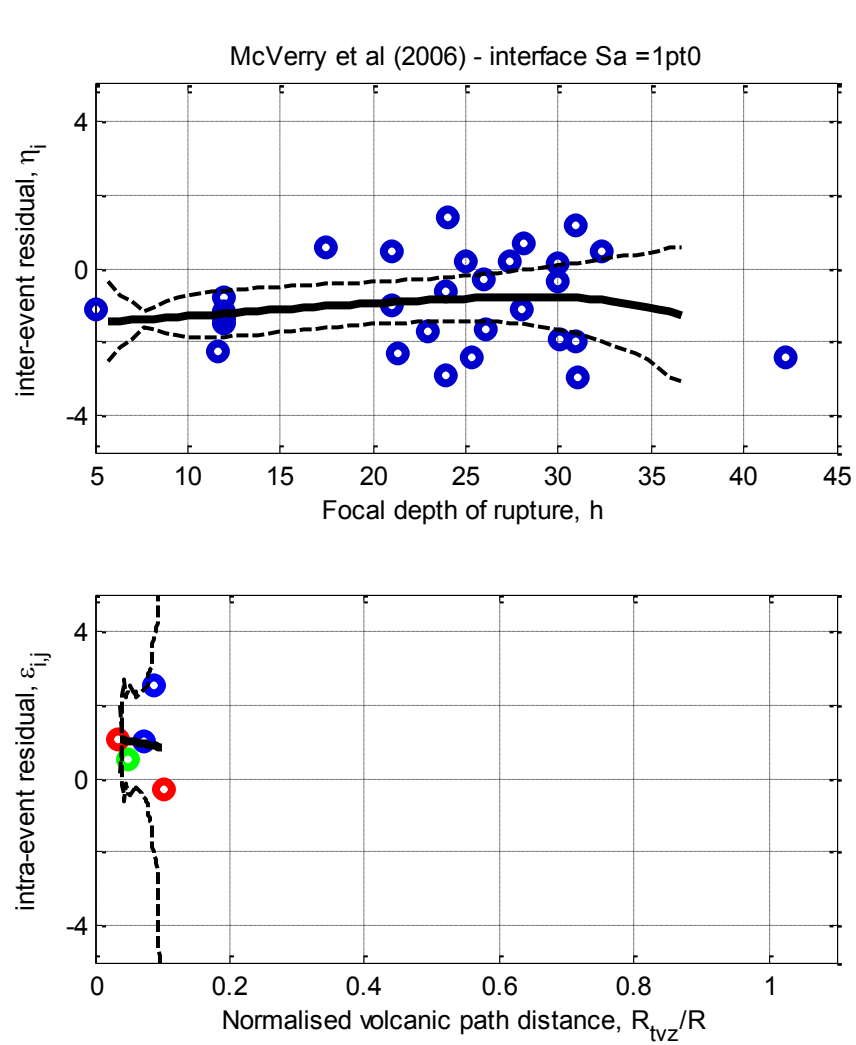 McVerry et al (2006) - interface Sa =1pt0
inter-event residual, η_i
4
0
-4
5 10 15 20 25 30 35 40 45
Focal depth of rupture, h
intra-event residual, ε_i,j
4
0
-4
0 0.2 0.4 0.6 0.8 1
Normalised volcanic path distance, R_tvz/R